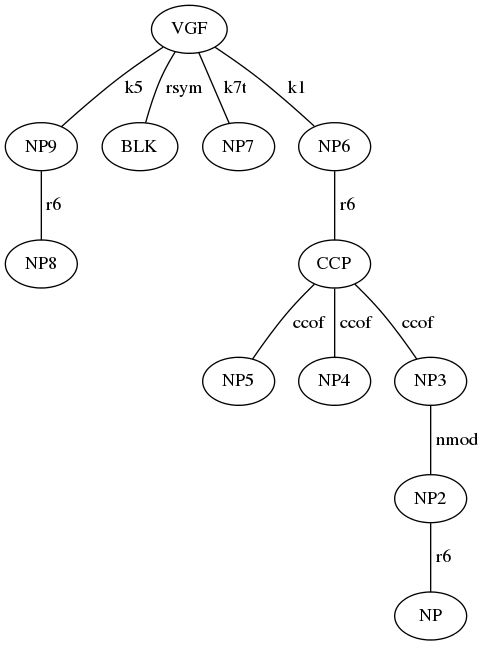 VGF
k5 rsym k7t k1
NP9 BLK NP7 NP6
r6 r6
NP8 CCP
ccof ccof ccof
NP5 NP4 NP3
nmod
NP2
r6
NP